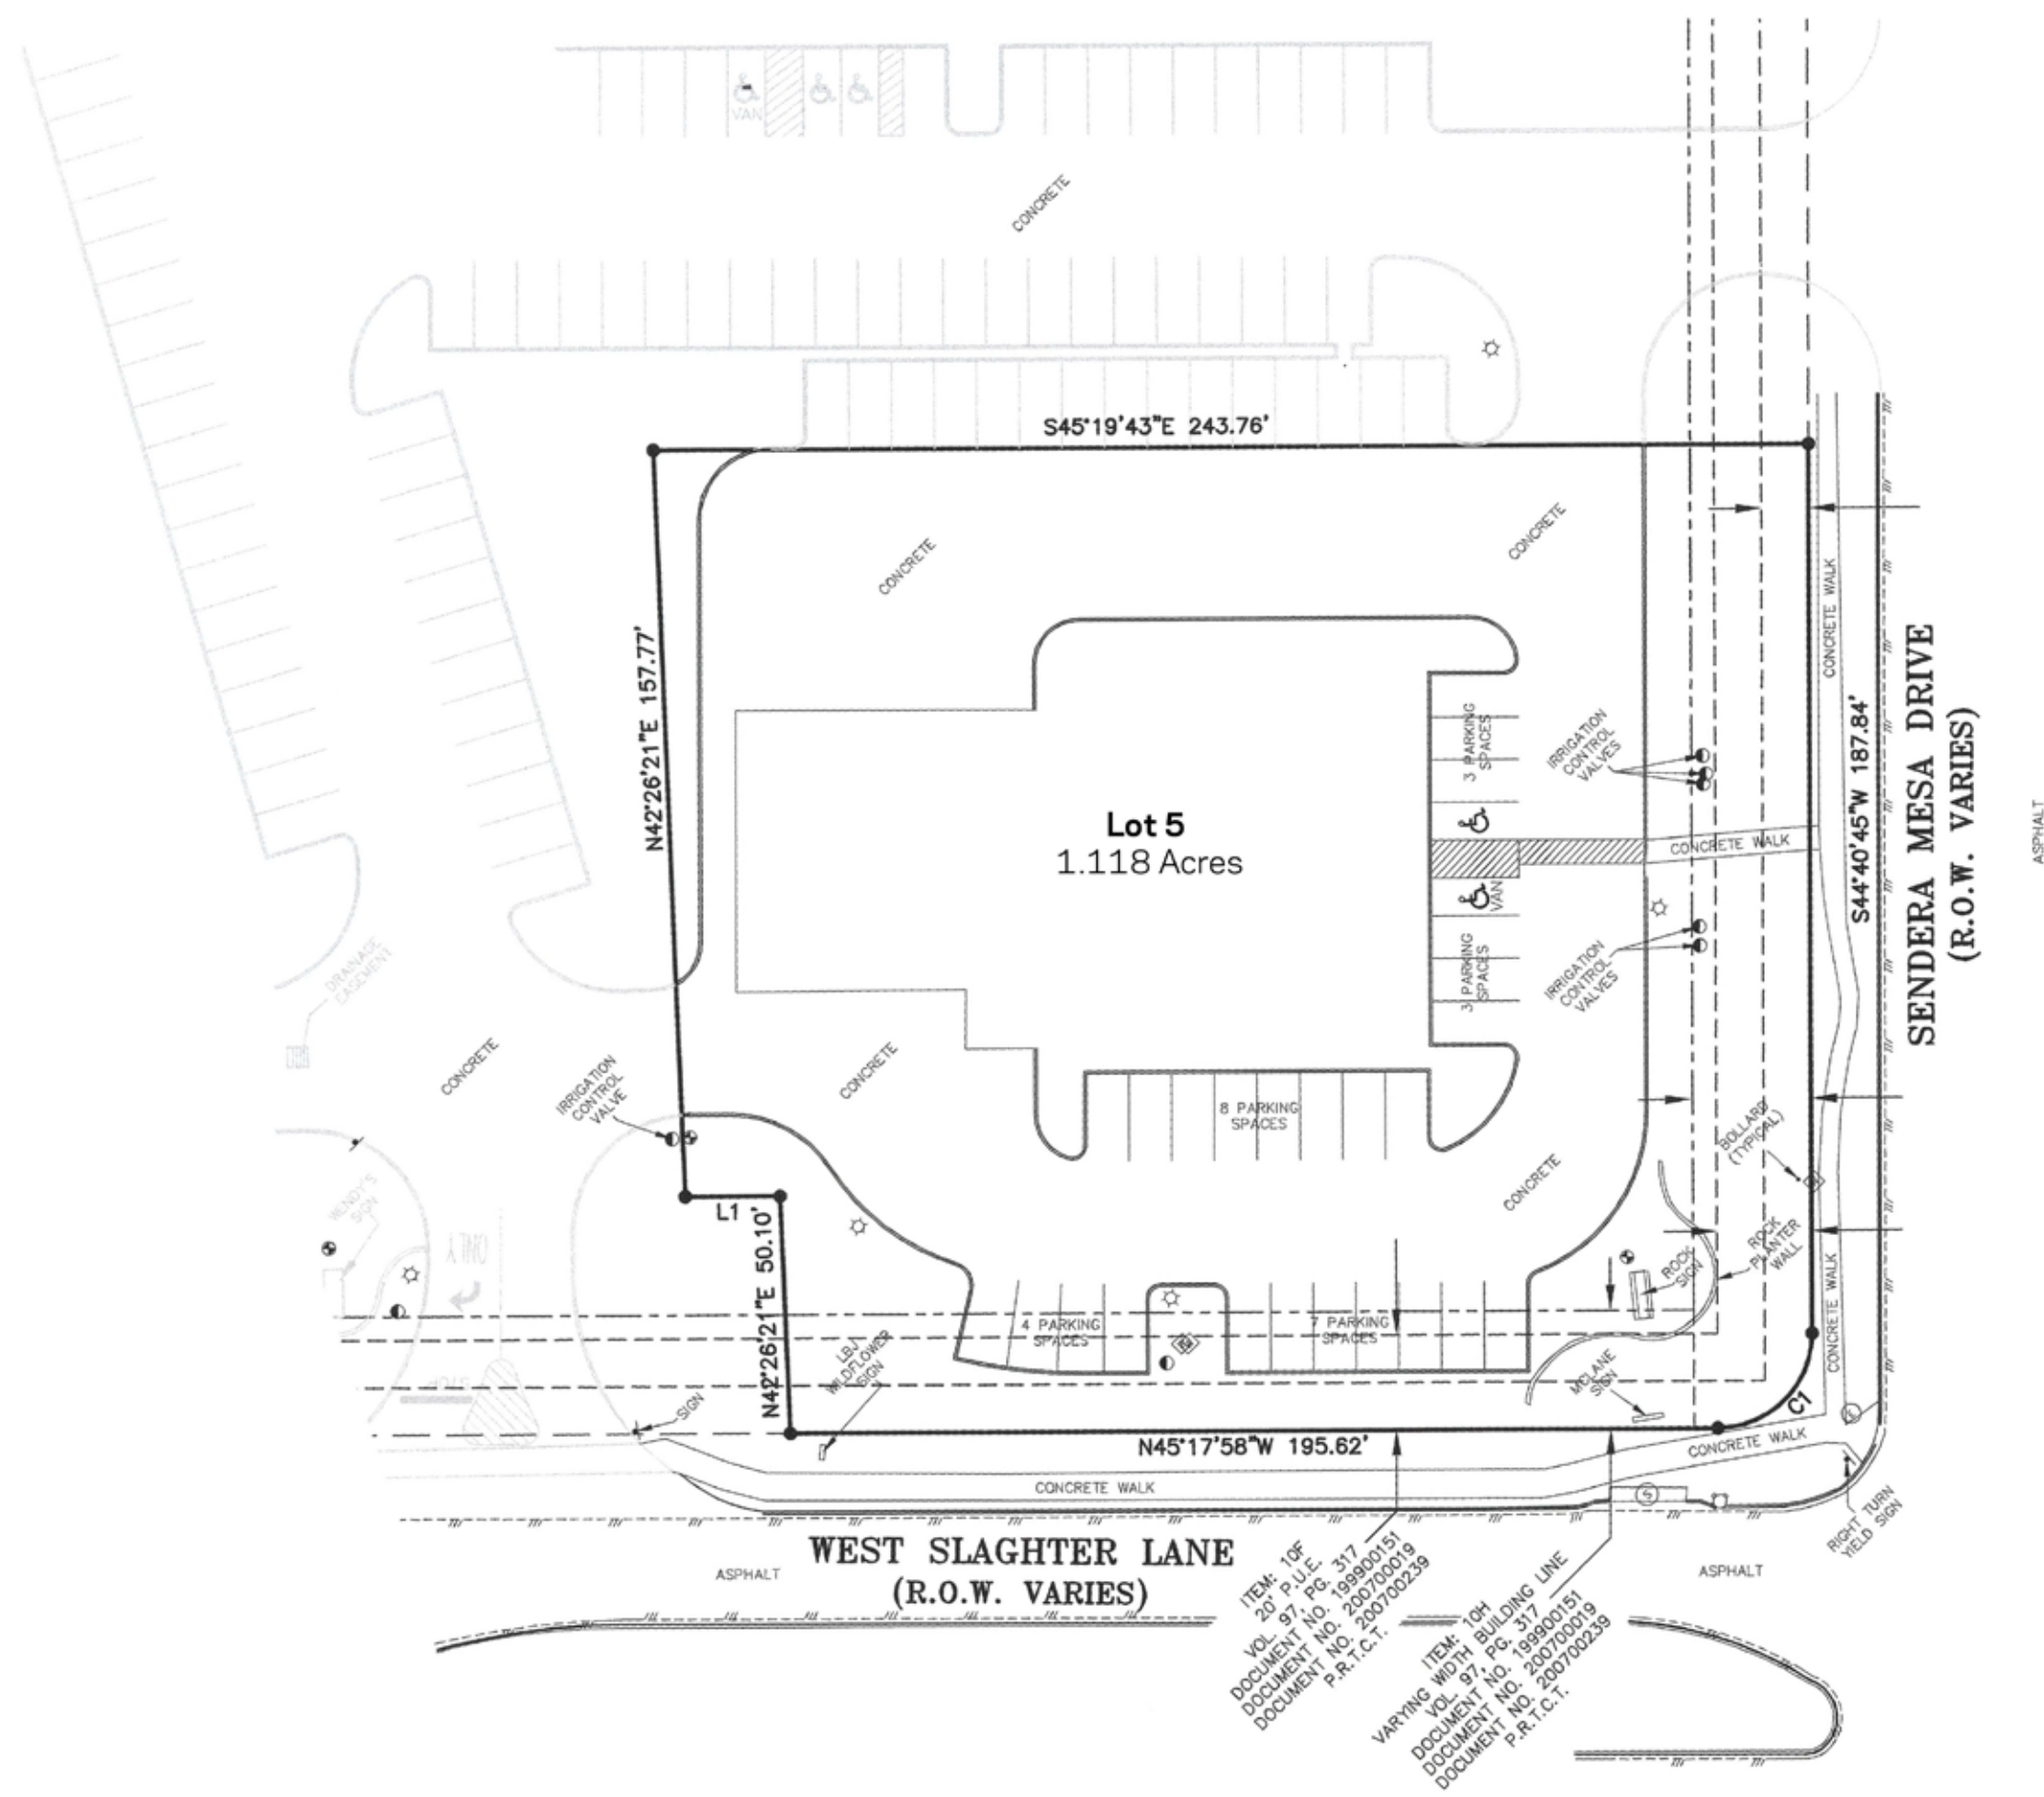 VAN
CONCRETE
S45°19'43"E 243.76'
CONCRETE
CONCRETE
CONCRETE WALK
N42°26'21"E 157.77'
SENDERA MESA DRIVE
(R.O.W. VARIES)
S44°40'45"W 187.84'
3 PARKING
SPACES
IRRIGATION
CONTROL
VALVES
ASPHALT
Lot 5
1.118 Acres
CONCRETE WALK
VAN
DRAINAGE
EASEMENT
3 PARKING
SPACES
IRRIGATION
CONTROL
VALVES
CONCRETE
CONCRETE
IRRIGATION
CONTROL
VALVE
8 PARKING
SPACES
BOLLARD
(TYPICAL)
CONCRETE
WENDY'S
SIGN
L1
ONLY
N42°26'21"E 50.10'
ROCK
SIGN
ROCK
PLANTER
WALL
CONCRETE WALK
4 PARKING
SPACES
7 PARKING
SPACES
LBJ
WILDFLOWER
SIGN
STOP
SIGN
MCLANE
SIGN
C1
N45°17'58"W 195.62'
CONCRETE WALK
CONCRETE WALK
S
RIGHT TURN
YIELD SIGN
WEST SLAGHTER LANE
(R.O.W. VARIES)
ASPHALT
ASPHALT
ITEM: 10F
20' P.U.E.
VOL. 97, PG. 317
DOCUMENT NO. 199900151
DOCUMENT NO. 200700019
DOCUMENT NO. 200700239
P.R.T.C.T.
ITEM: 10H
VARYING WIDTH BUILDING LINE
VOL. 97, PG. 317
DOCUMENT NO. 199900151
DOCUMENT NO. 200700019
DOCUMENT NO. 200700239
P.R.T.C.T.